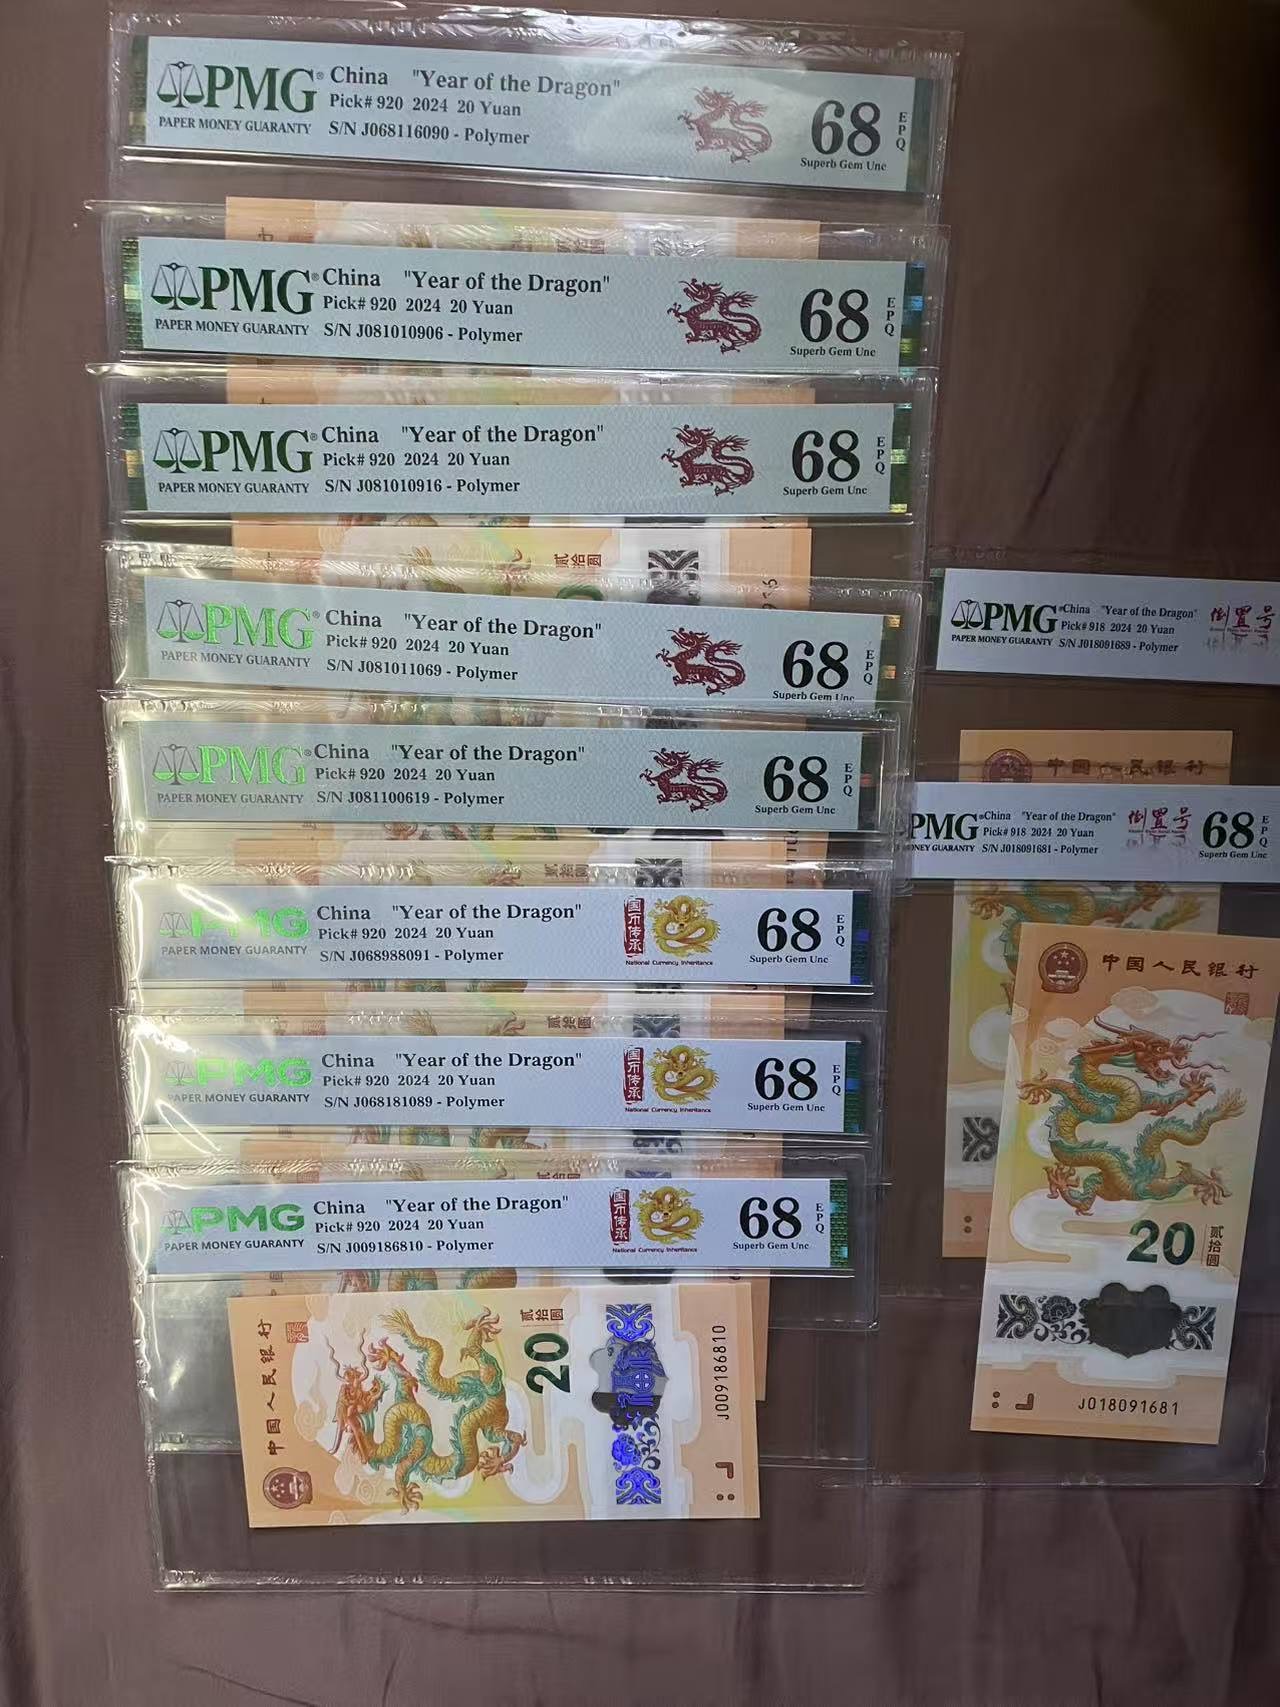 PMG® China "Year of the Dragon"
Pick# 920 2024 20 Yuan
PAPER MONEY GUARANTY S/N J068116090 - Polymer
68
Superb Gem Unc
EPQ
PMG® China "Year of the Dragon"
Pick# 920 2024 20 Yuan
PAPER MONEY GUARANTY S/N J081010906 - Polymer
68
Superb Gem Unc
EPQ
PMG® China "Year of the Dragon"
Pick# 920 2024 20 Yuan
PAPER MONEY GUARANTY S/N J081010916 - Polymer
68
Superb Gem Unc
EPQ
贰拾圆
PMG® China "Year of the Dragon"
Pick# 920 2024 20 Yuan
PAPER MONEY GUARANTY S/N J081011069 - Polymer
68
Superb Gem Unc
EPQ
PMG® China "Year of the Dragon"
Pick# 920 2024 20 Yuan
PAPER MONEY GUARANTY S/N J081100619 - Polymer
68
Superb Gem Unc
EPQ
贰拾圆
PMG China "Year of the Dragon"
Pick# 920 2024 20 Yuan
PAPER MONEY GUARANTY S/N J068988091 - Polymer
国币传承
National Currency Inheritance
68
Superb Gem Unc
EPQ
贰拾圆
PMG China "Year of the Dragon"
Pick# 920 2024 20 Yuan
PAPER MONEY GUARANTY S/N J068181089 - Polymer
国币传承
National Currency Inheritance
68
Superb Gem Unc
EPQ
PMG China "Year of the Dragon"
Pick# 920 2024 20 Yuan
PAPER MONEY GUARANTY S/N J009186810 - Polymer
国币传承
National Currency Inheritance
68
Superb Gem Unc
EPQ
中国人民银行
20
贰拾圆
J009186810
PMG® China "Year of the Dragon"
Pick# 918 2024 20 Yuan
PAPER MONEY GUARANTY S/N J018091689 - Polymer
倒置号
中国人民银行
PMG® China "Year of the Dragon"
Pick# 918 2024 20 Yuan
GUARANTY S/N J018091681 - Polymer
倒置号
68
Superb Gem Unc
EPQ
中国人民银行
20
贰拾圆
J018091681